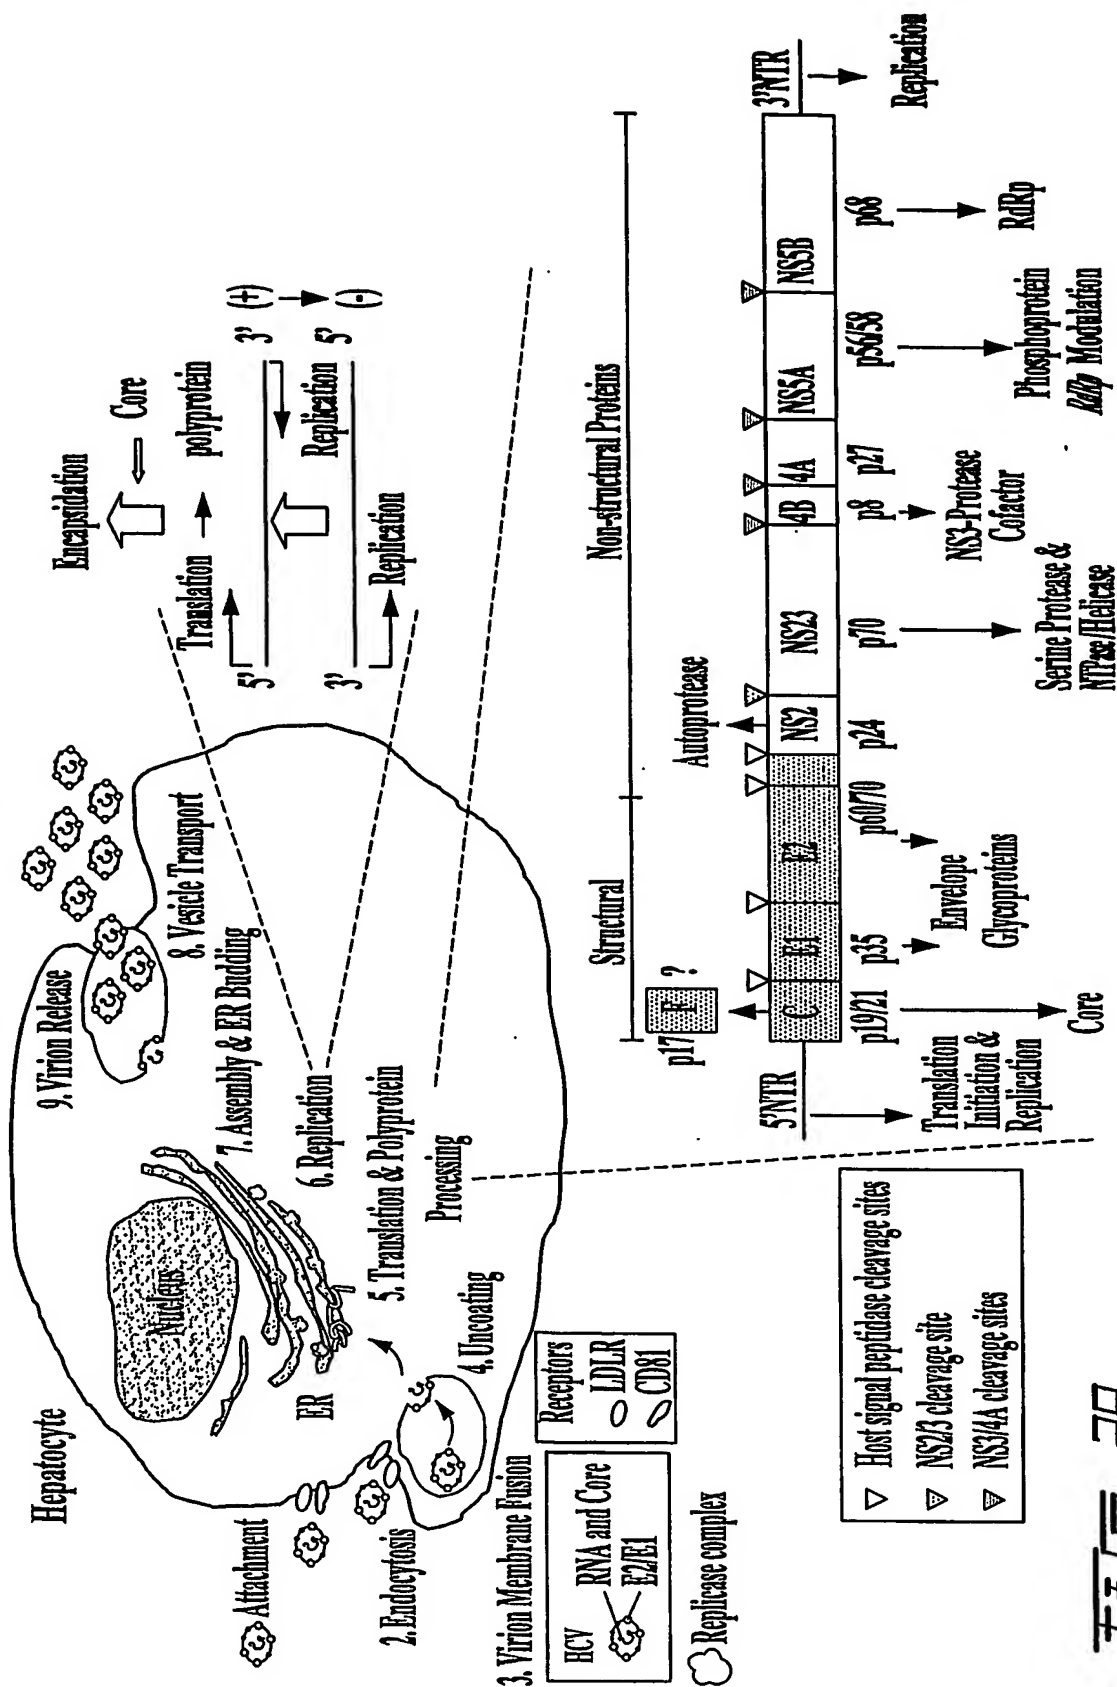 Hepatocyte
Attachment
2. Endocytosis
3. Virion Membrane Fusion
4. Uncoating
5. Translation & Polyprotein
Processing
6. Replication
7. Assembly & ER Budding
8. Vesicle Transport
9. Virion Release
Nucleus
ER
HCV
RNA and Core
E2/E1
Receptors
LDLR
CD81
Replicase complex
Encapsidation
Core
Translation
polyprotein
5'
3'
(+)
Replication
3'
5'
(-)
Replication
Structural
Non-structural Proteins
p17
F
?
Autoprotease
5'NTR
C
E1
E2
NS2
NS23
4B
4A
NS5A
NS5B
3'NTR
p19/21
p35
p60/70
p24
p70
p8
p27
p56/58
p68
Translation
Initiation &
Replication
Core
Envelope
Glycoproteins
Serine Protease &
NTPase/Helicase
NS3-Protease
Cofactor
Phosphoprotein
RdRp Modulation
RdRp
Replication
Host signal peptidase cleavage sites
NS2/3 cleavage site
NS3/4A cleavage sites